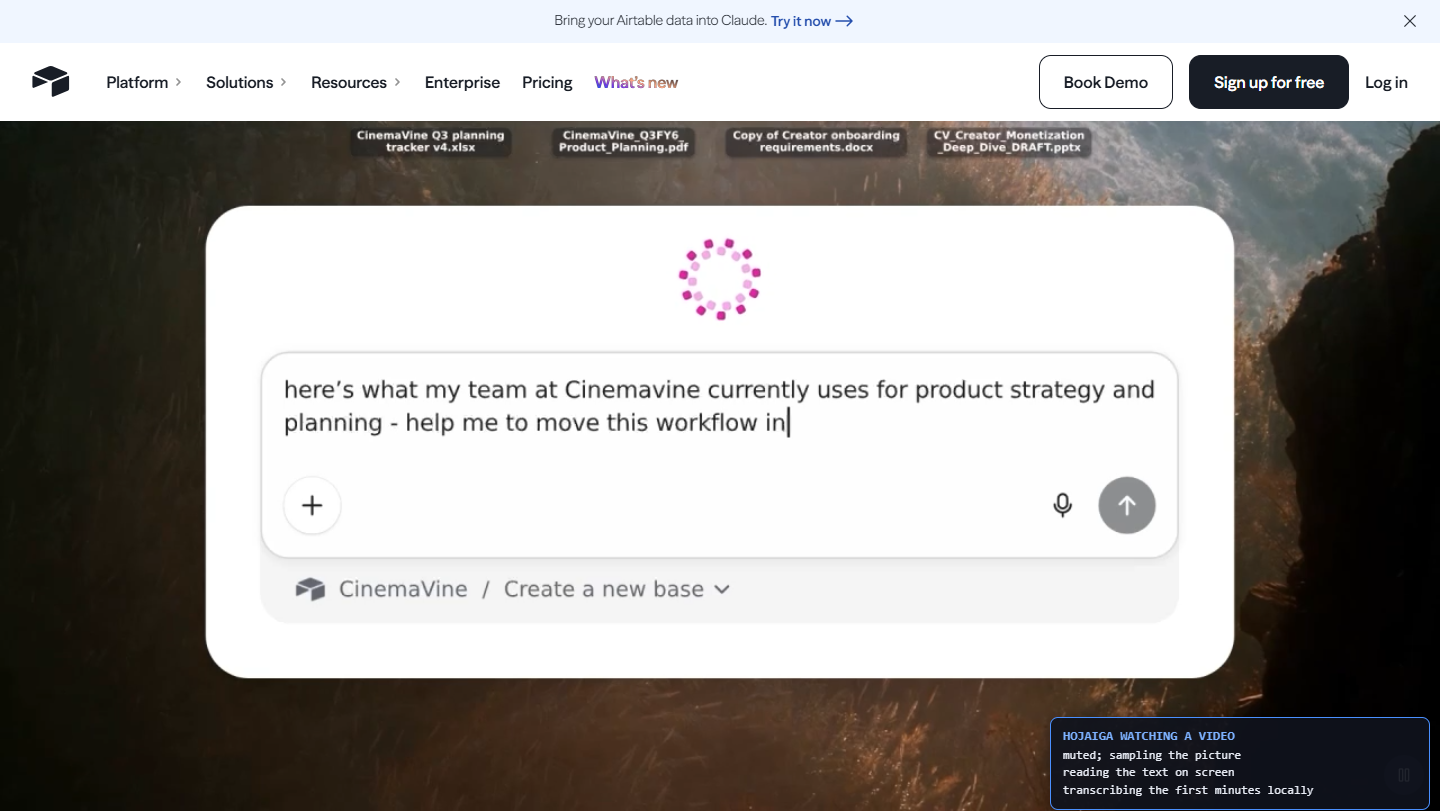 Bring your Airtable data into Claude. Try it now →
Platform
Solutions
Resources
Enterprise
Pricing
What's new
Book Demo
Sign up for free
Log in
CinemaVine Q3 planning
tracker v4.xlsx
CinemaVine_Q3FY6_
Product_Planning.pdf
Copy of Creator onboarding
requirements.docx
CV_Creator_Monetization
_Deep_Dive_DRAFT.pptx
here’s what my team at Cinemavine currently uses for product strategy and
planning - help me to move this workflow in
CinemaVine / Create a new base
HOJAIGA WATCHING A VIDEO
muted; sampling the picture
reading the text on screen
transcribing the first minutes locally